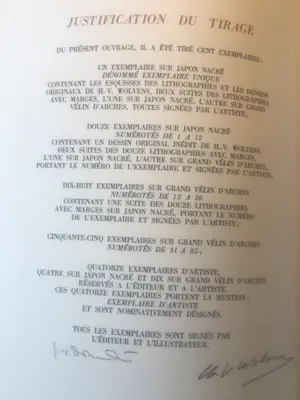 JUSTIFICATION DU TIRAGE
DU PRÉSENT OUVRAGE, IL A ÉTÉ TIRÉ CENT EXEMPLAIRES :
UN EXEMPLAIRE SUR JAPON NACRÉ
DÉNOMMÉ EXEMPLAIRE UNIQUE
CONTENANT LES ESQUISSES DES LITHOGRAPHIES ET LES DESSINS
ORIGINAUX DE H.-V. WOLVENS, DEUX SUITES DES LITHOGRAPHIES
AVEC MARGES, L'UNE SUR JAPON NACRÉ, L'AUTRE SUR GRAND
VÉLIN D'ARCHES, TOUTES SIGNÉES PAR L'ARTISTE ;
DOUZE EXEMPLAIRES SUR JAPON NACRÉ
NUMÉROTÉS DE 1 A 12
CONTENANT UN DESSIN ORIGINAL INÉDIT DE H.-V. WOLVENS,
DEUX SUITES DES DOUZE LITHOGRAPHIES AVEC MARGES,
L'UNE SUR JAPON NACRÉ, L'AUTRE SUR GRAND VÉLIN D'ARCHES,
PORTANT LE NUMÉRO DE L'EXEMPLAIRE ET SIGNÉES PAR L'ARTISTE ;
DIX-HUIT EXEMPLAIRES SUR GRAND VÉLIN D'ARCHES
NUMÉROTÉS DE 13 A 30
CONTENANT UNE SUITE DES DOUZE LITHOGRAPHIES
AVEC MARGES SUR JAPON NACRÉ, PORTANT LE NUMÉRO
DE L'EXEMPLAIRE ET SIGNÉES PAR L'ARTISTE ;
CINQUANTE-CINQ EXEMPLAIRES SUR GRAND VÉLIN D'ARCHES
NUMÉROTÉS DE 31 A 85 ;
QUATORZE EXEMPLAIRES D'ARTISTE,
QUATRE SUR JAPON NACRÉ ET DIX SUR GRAND VÉLIN D'ARCHES
RÉSERVÉS A L'ÉDITEUR ET A L'ARTISTE.
CES QUATORZE EXEMPLAIRES PORTENT LA MENTION :
EXEMPLAIRE D'ARTISTE
ET SONT NOMINATIVEMENT DÉSIGNÉS.
TOUS LES EXEMPLAIRES SONT SIGNÉS PAR
L'ÉDITEUR ET L'ILLUSTRATEUR.